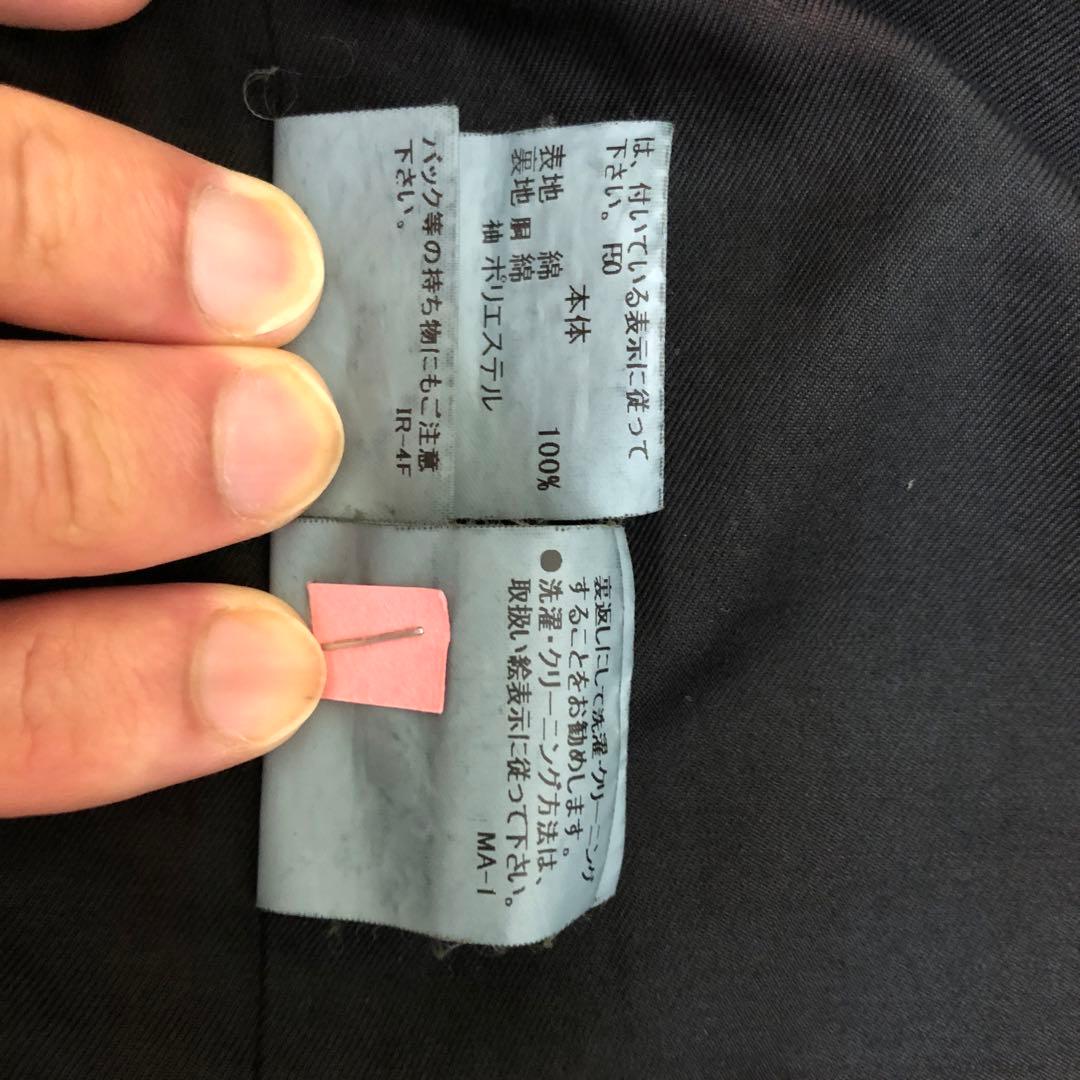 は、付いている表示に従って
下さい。 F50
本体
表地 綿 100%
裏地 胴 綿
袖 ポリエステル
バック等の持ち物にもご注意
下さい。
IR-4F
裏返しにして洗濯・クリーニング
することをお勧めします。
●洗濯・クリーニング方法は、
取扱い絵表示に従って下さい。
MA-1